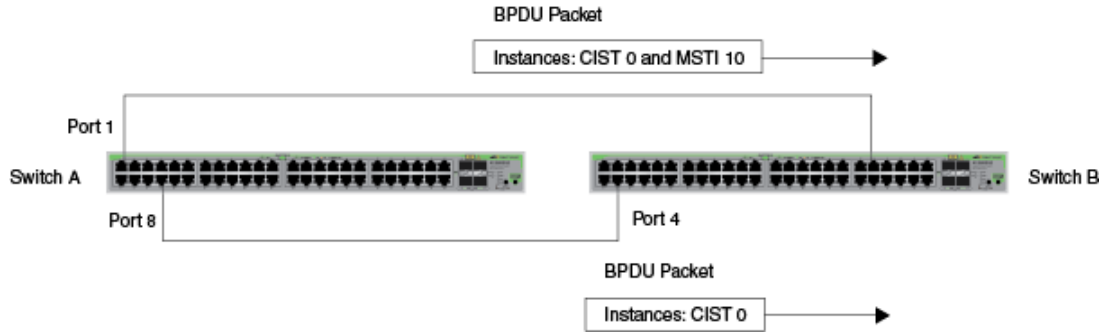 BPDU Packet
Instances: CIST 0 and MSTI 10
Port 1
Switch A
Switch B
Port 8
Port 4
BPDU Packet
Instances: CIST 0